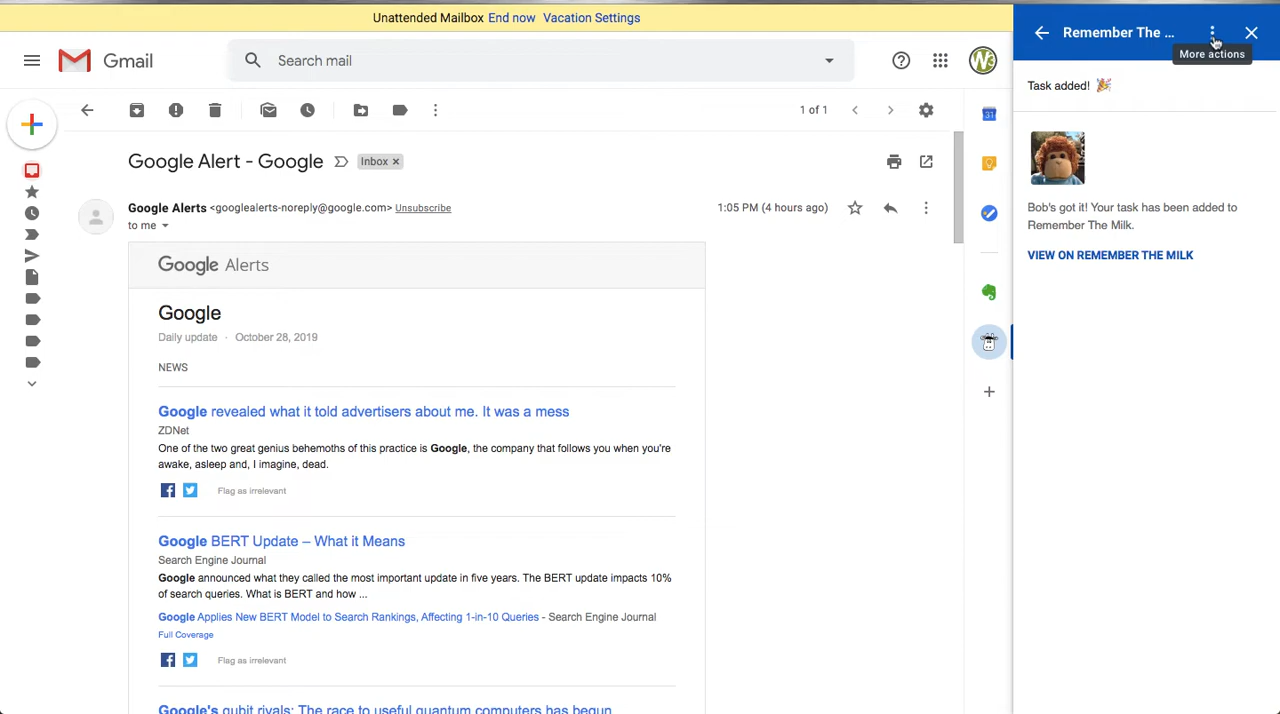 Unattended Mailbox End now Vacation Settings
Gmail
Search mail
W3
Remember The ...
More actions
1 of 1
Task added!
Google Alert - Google
Inbox x
31
Google Alerts <googlealerts-noreply@google.com> Unsubscribe
1:05 PM (4 hours ago)
to me
Bob's got it! Your task has been added to
Remember The Milk.
VIEW ON REMEMBER THE MILK
Google Alerts
Google
Daily update · October 28, 2019
NEWS
Google revealed what it told advertisers about me. It was a mess
ZDNet
One of the two great genius behemoths of this practice is Google, the company that follows you when you're
awake, asleep and, I imagine, dead.
Flag as irrelevant
Google BERT Update – What it Means
Search Engine Journal
Google announced what they called the most important update in five years. The BERT update impacts 10%
of search queries. What is BERT and how ...
Google Applies New BERT Model to Search Rankings, Affecting 1-in-10 Queries - Search Engine Journal
Full Coverage
Flag as irrelevant
Google's qubit rivals: The race to useful quantum computers has begun